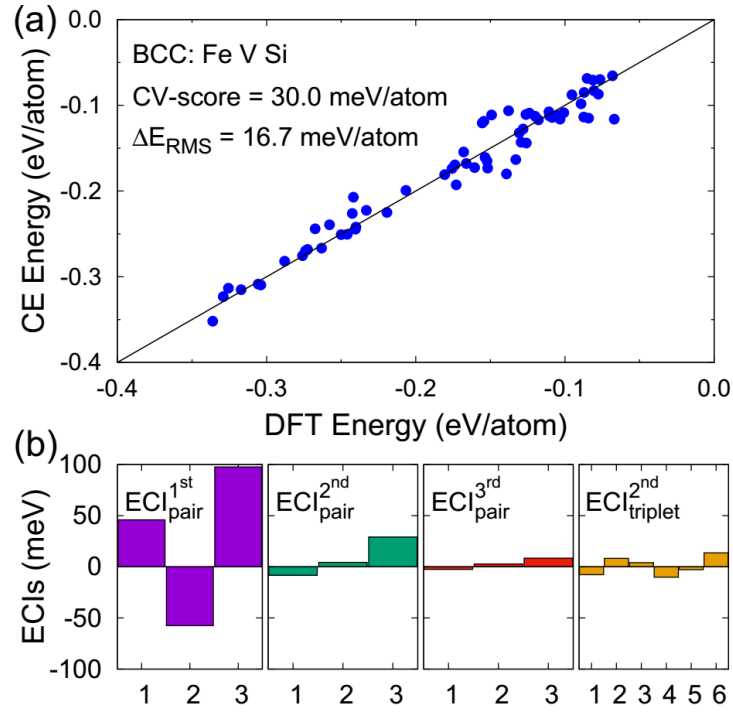 (a)
BCC: Fe V Si
CV-score = 30.0 meV/atom
ΔE_RMS = 16.7 meV/atom
CE Energy (eV/atom)
0.0
-0.1
-0.2
-0.3
-0.4
-0.4 -0.3 -0.2 -0.1 0.0
DFT Energy (eV/atom)
(b)
ECIs (meV)
100
50
0
-50
-100
ECI^1st_pair ECI^2nd_pair ECI^3rd_pair ECI^2nd_triplet
1 2 3 1 2 3 1 2 3 1 2 3 4 5 6